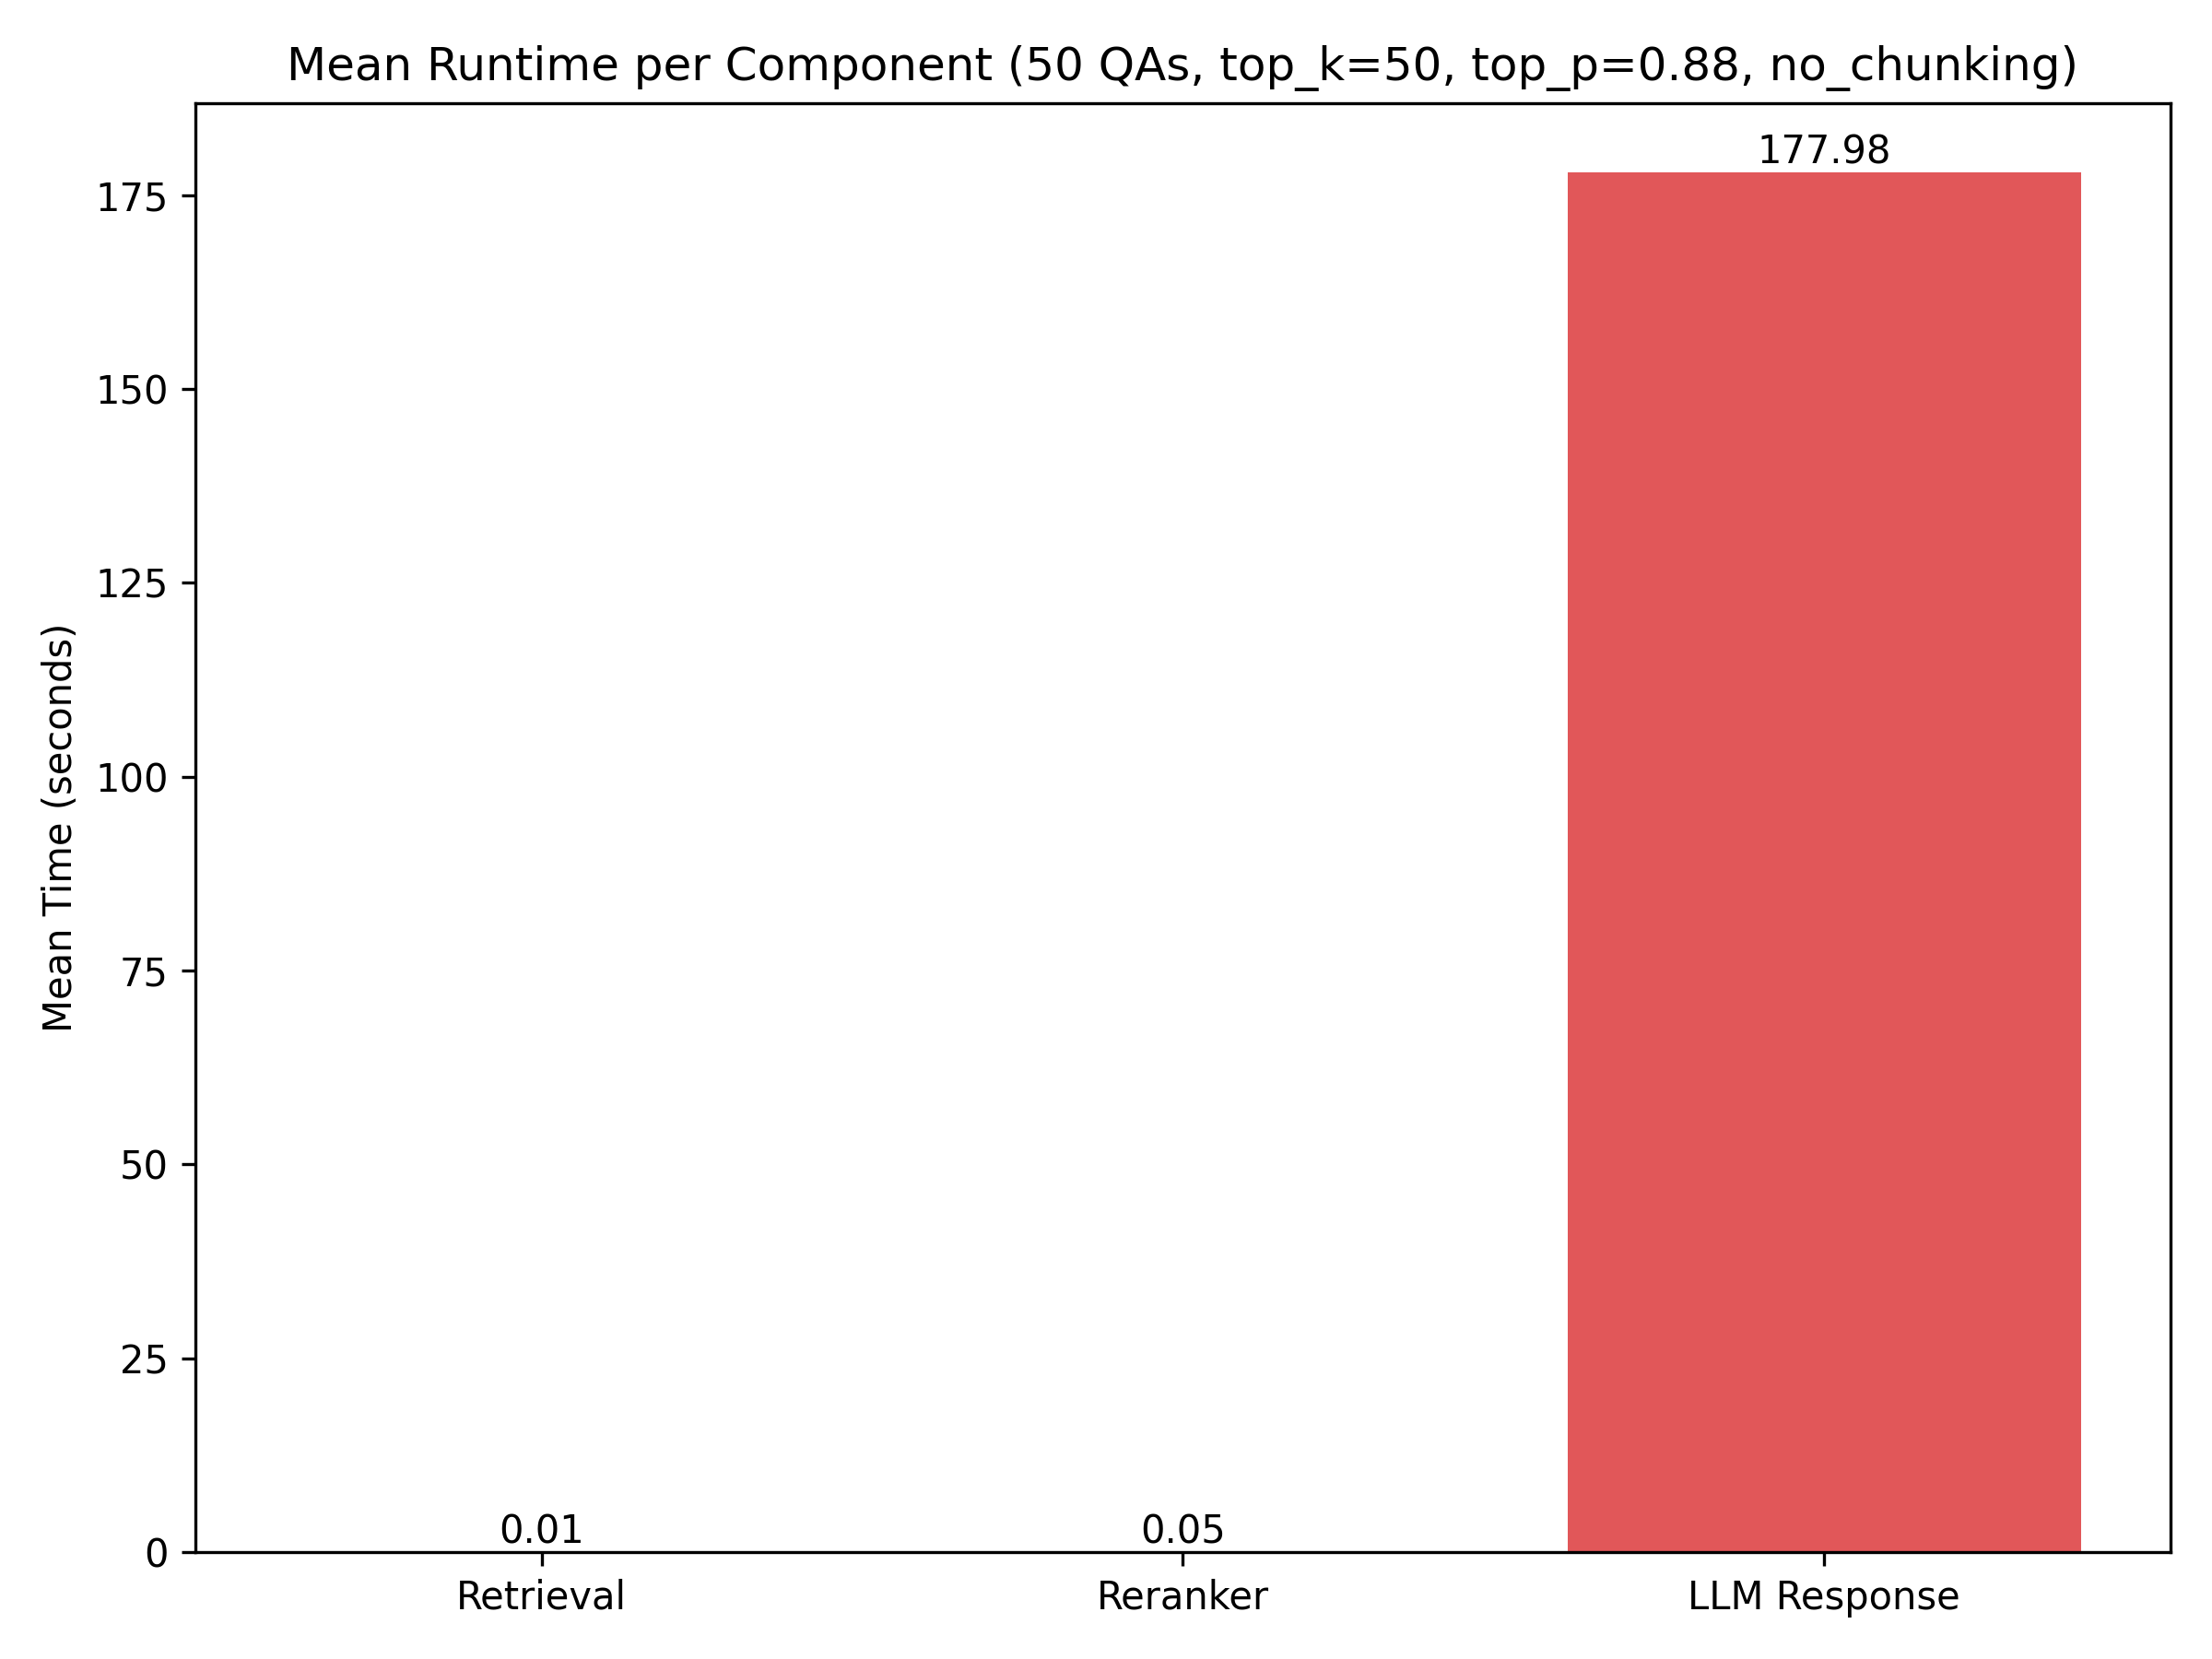 Mean Runtime per Component (50 QAs, top_k=50, top_p=0.88, no_chunking)
Mean Time (seconds)
175
150
125
100
75
50
25
0
0.01
0.05
177.98
Retrieval
Reranker
LLM Response